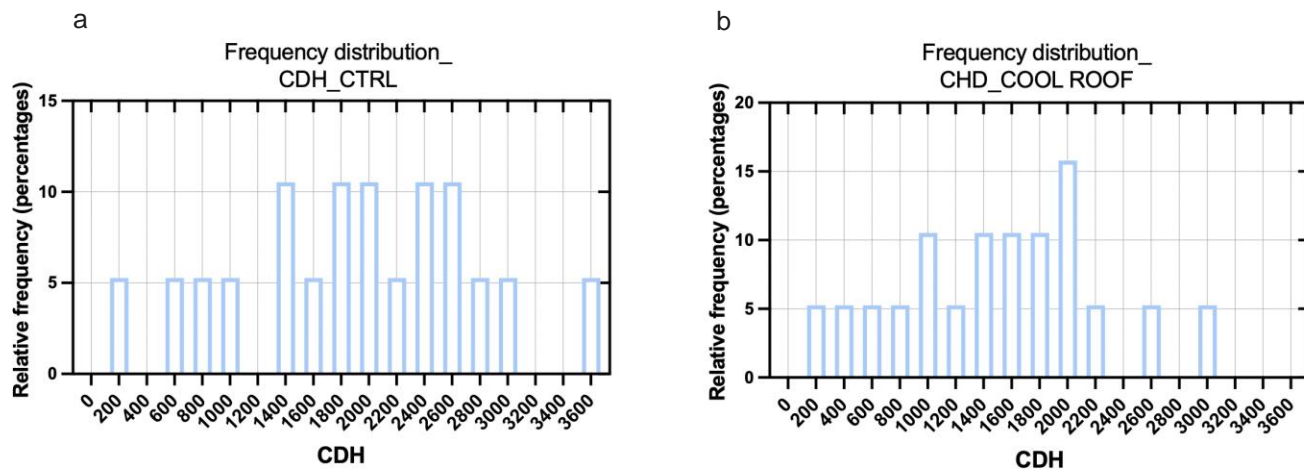 a
Frequency distribution_
CDH_CTRL
Relative frequency (percentages)
15
10
5
0
0 200 400 600 800 1000 1200 1400 1600 1800 2000 2200 2400 2600 2800 3000 3200 3400 3600
CDH
b
Frequency distribution_
CHD_COOL ROOF
Relative frequency (percentages)
20
15
10
5
0
0 200 400 600 800 1000 1200 1400 1600 1800 2000 2200 2400 2600 2800 3000 3200 3400 3600
CDH